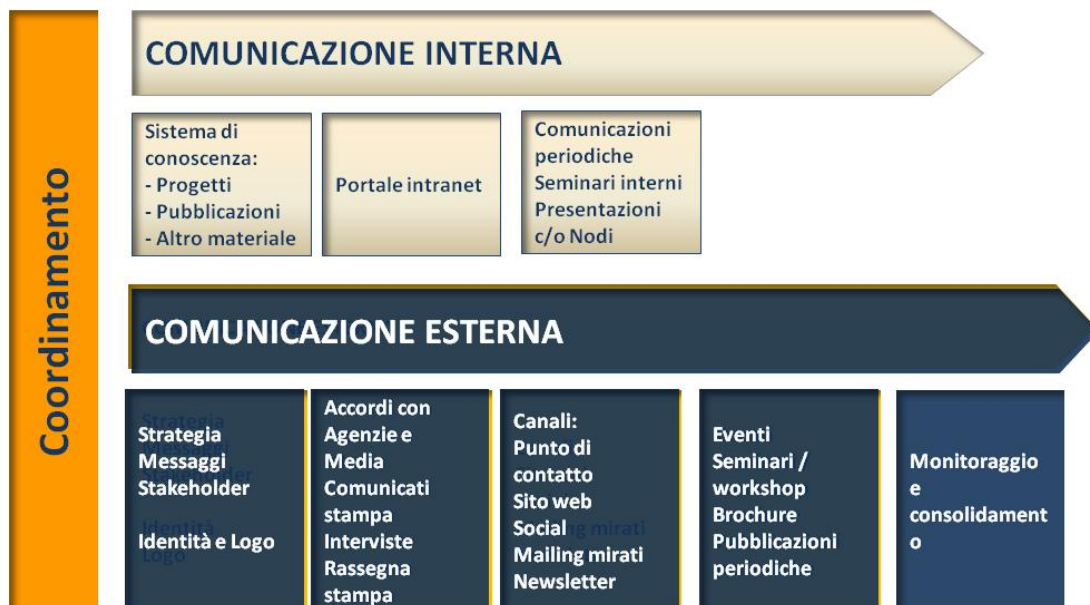 Coordinamento
COMUNICAZIONE INTERNA
Sistema di
conoscenza:
- Progetti
- Pubblicazioni
- Altro materiale
Portale intranet
Comunicazioni
periodiche
Seminari interni
Presentazioni
c/o Nodi
COMUNICAZIONE ESTERNA
Strategia
Messaggi
Stakeholder
Identità e Logo
Accordi con
Agenzie e
Media
Comunicati
stampa
Interviste
Rassegna
stampa
Canali:
Punto di
contatto
Sito web
Social
Mailing mirati
Newsletter
Eventi
Seminari /
workshop
Brochure
Pubblicazioni
periodiche
Monitoraggio
e
consolidament
o